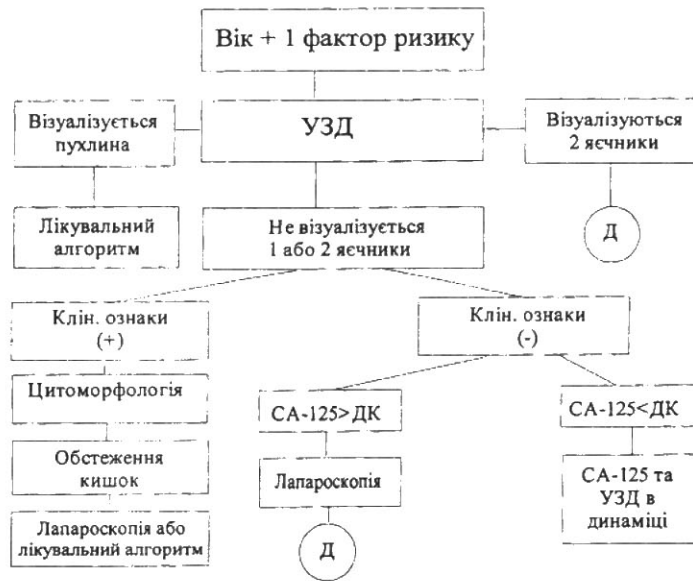 Вік + 1 фактор ризику
Візуалізується
пухлина
УЗД
Візуалізуються
2 яєчники
Лікувальний
алгоритм
Не візуалізується
1 або 2 яєчники
Д
Клін. ознаки
(+)
Клін. ознаки
(-)
Цитоморфологія
СА-125>ДК
СА-125<ДК
Обстеження
кишок
Лапароскопія
СА-125 та
УЗД в
динаміці
Лапароскопія або
лікувальний алгоритм
Д